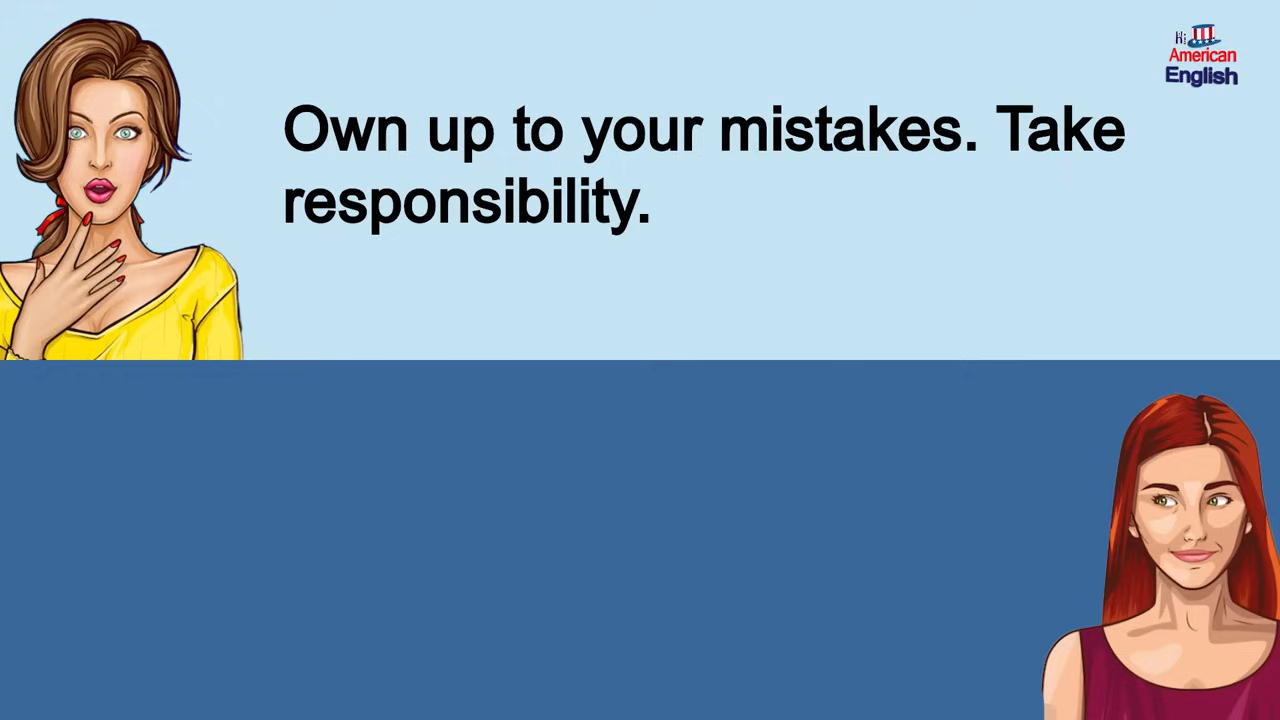 Hi
American
English
Own up to your mistakes. Take
responsibility.